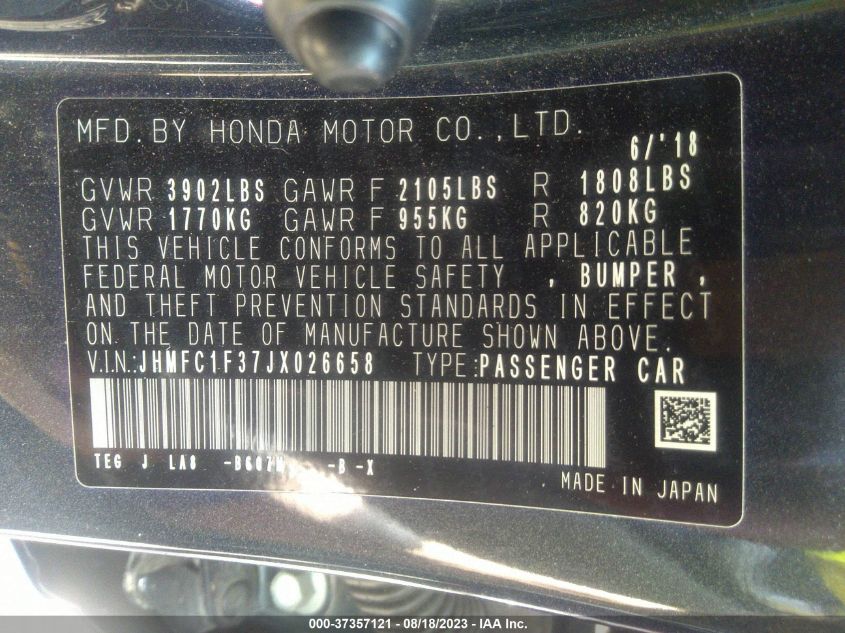 MFD. BY HONDA MOTOR CO., LTD.
6/'18
GVWR 3902LBS GAWR F 2105LBS R 1808LBS
GVWR 1770KG GAWR F 955KG R 820KG
THIS VEHICLE CONFORMS TO ALL APPLICABLE
FEDERAL MOTOR VEHICLE SAFETY , BUMPER ,
AND THEFT PREVENTION STANDARDS IN EFFECT
ON THE DATE OF MANUFACTURE SHOWN ABOVE.
V.I.N.:JHMFC1F37JX026658 TYPE:PASSENGER CAR
TEG J LA8 -B -X
MADE IN JAPAN
000-37357121 - 08/18/2023 - IAAI Inc.